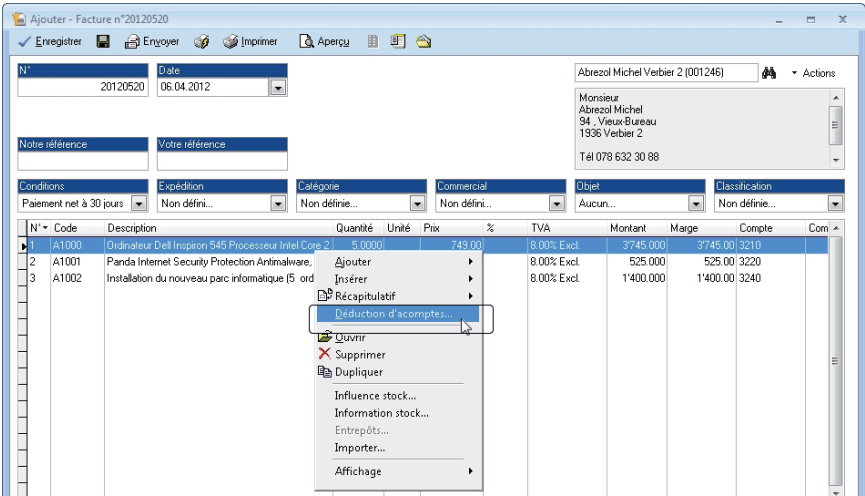 Ajouter - Facture n°20120520
Enregistrer Envoyer Imprimer Aperçu
N° Date
20120520 06.04.2012
Abrezol Michel Verbier 2 (001246) Actions
Monsieur
Abrezol Michel
94 , Vieux-Bureau
1936 Verbier 2
Tél 078 632 30 88
Notre référence Votre référence
Conditions Expédition Catégorie Commercial Objet Classification
Paiement net à 30 jours Non défini... Non définie... Non défini... Aucun... Non définie...
N° Code Description Quantité Unité Prix % TVA Montant Marge Compte Com
1 A1000 Ordinateur Dell Inspiron 545 Processeur Intel Core 2 5.0000 749.00 8.00% Excl. 3'745.000 3'745.00 3210
2 A1001 Panda Internet Security Protection Antimalware, 8.00% Excl. 525.000 525.00 3220
3 A1002 Installation du nouveau parc informatique (5 ord 8.00% Excl. 1'400.000 1'400.00 3240
Ajouter
Insérer
Récapitulatif
Déduction d'acomptes...
Ouvrir
Supprimer
Dupliquer
Influence stock...
Information stock...
Entrepôts...
Importer...
Affichage